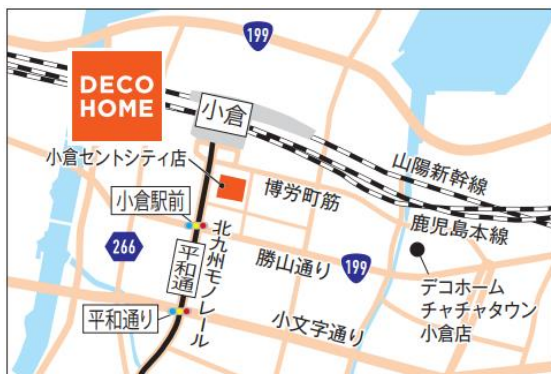 199
DECO
HOME
小倉
小倉セントシティ店
山陽新幹線
博労町筋
小倉駅前
鹿児島本線
266
平和通
北九州モノレール
勝山通り
199
デコホーム
チャチャタウン
小倉店
平和通り
小文字通り